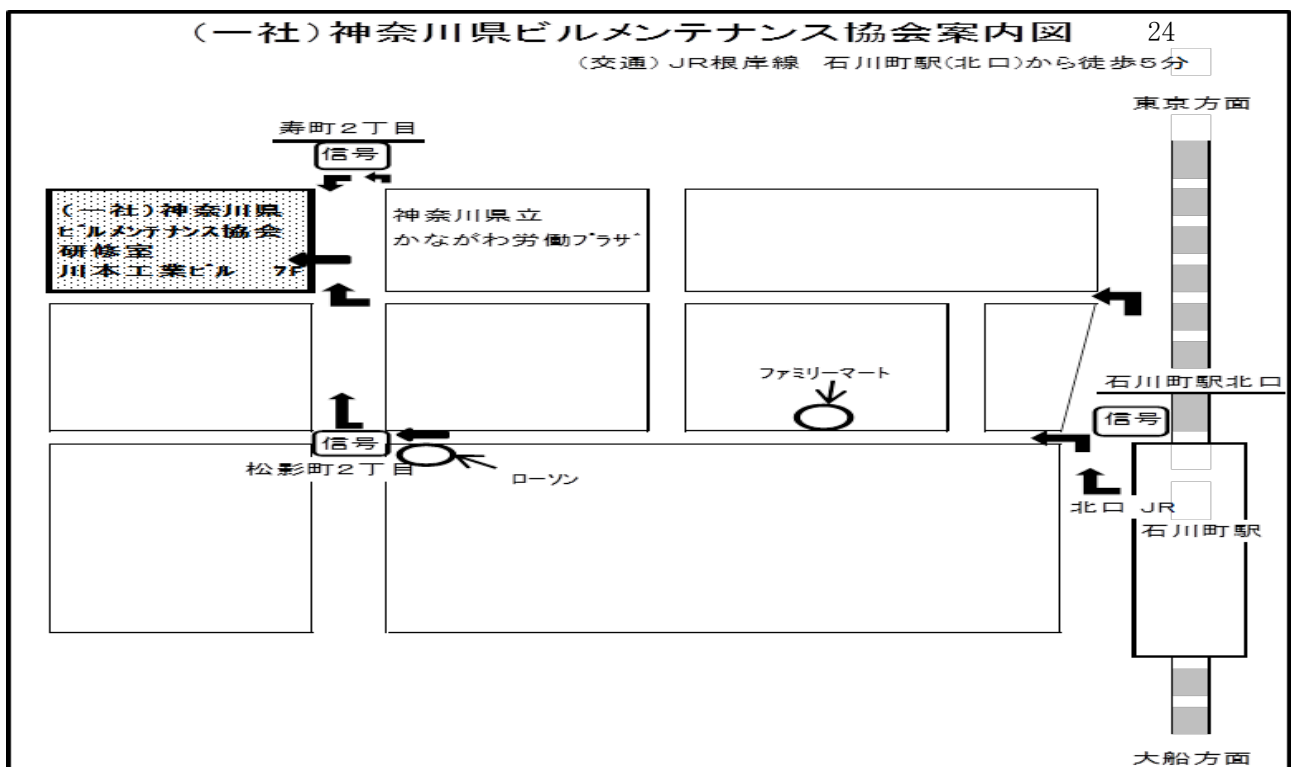 (一社)神奈川県ビルメンテナンス協会案内図 24
(交通)JR根岸線 石川町駅(北口)から徒歩5分
東京方面
寿町2丁目
信号
(一社)神奈川県
ビルメンテナンス協会
研修室
川本工業ビル 7F
神奈川県立
かながわ労働プラザ
ファミリーマート
石川町駅北口
信号
信号
松影町2丁目
ローソン
北口 JR
石川町駅
大船方面